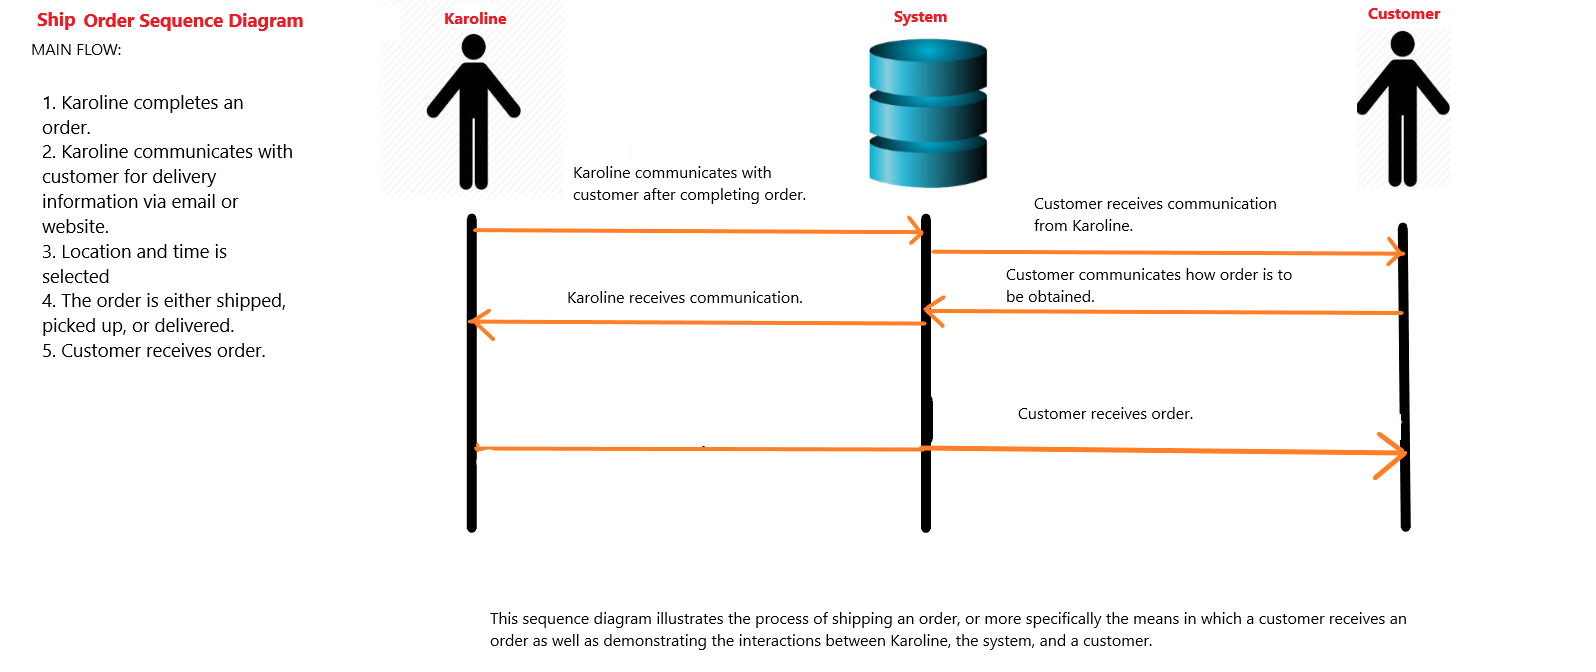 Ship Order Sequence Diagram
MAIN FLOW:
1. Karoline completes an
order.
2. Karoline communicates with
customer for delivery
information via email or
website.
3. Location and time is
selected
4. The order is either shipped,
picked up, or delivered.
5. Customer receives order.
Karoline
System
Customer
Karoline communicates with
customer after completing order.
Customer receives communication
from Karoline.
Customer communicates how order is to
be obtained.
Karoline receives communication.
Customer receives order.
This sequence diagram illustrates the process of shipping an order, or more specifically the means in which a customer receives an
order as well as demonstrating the interactions between Karoline, the system, and a customer.